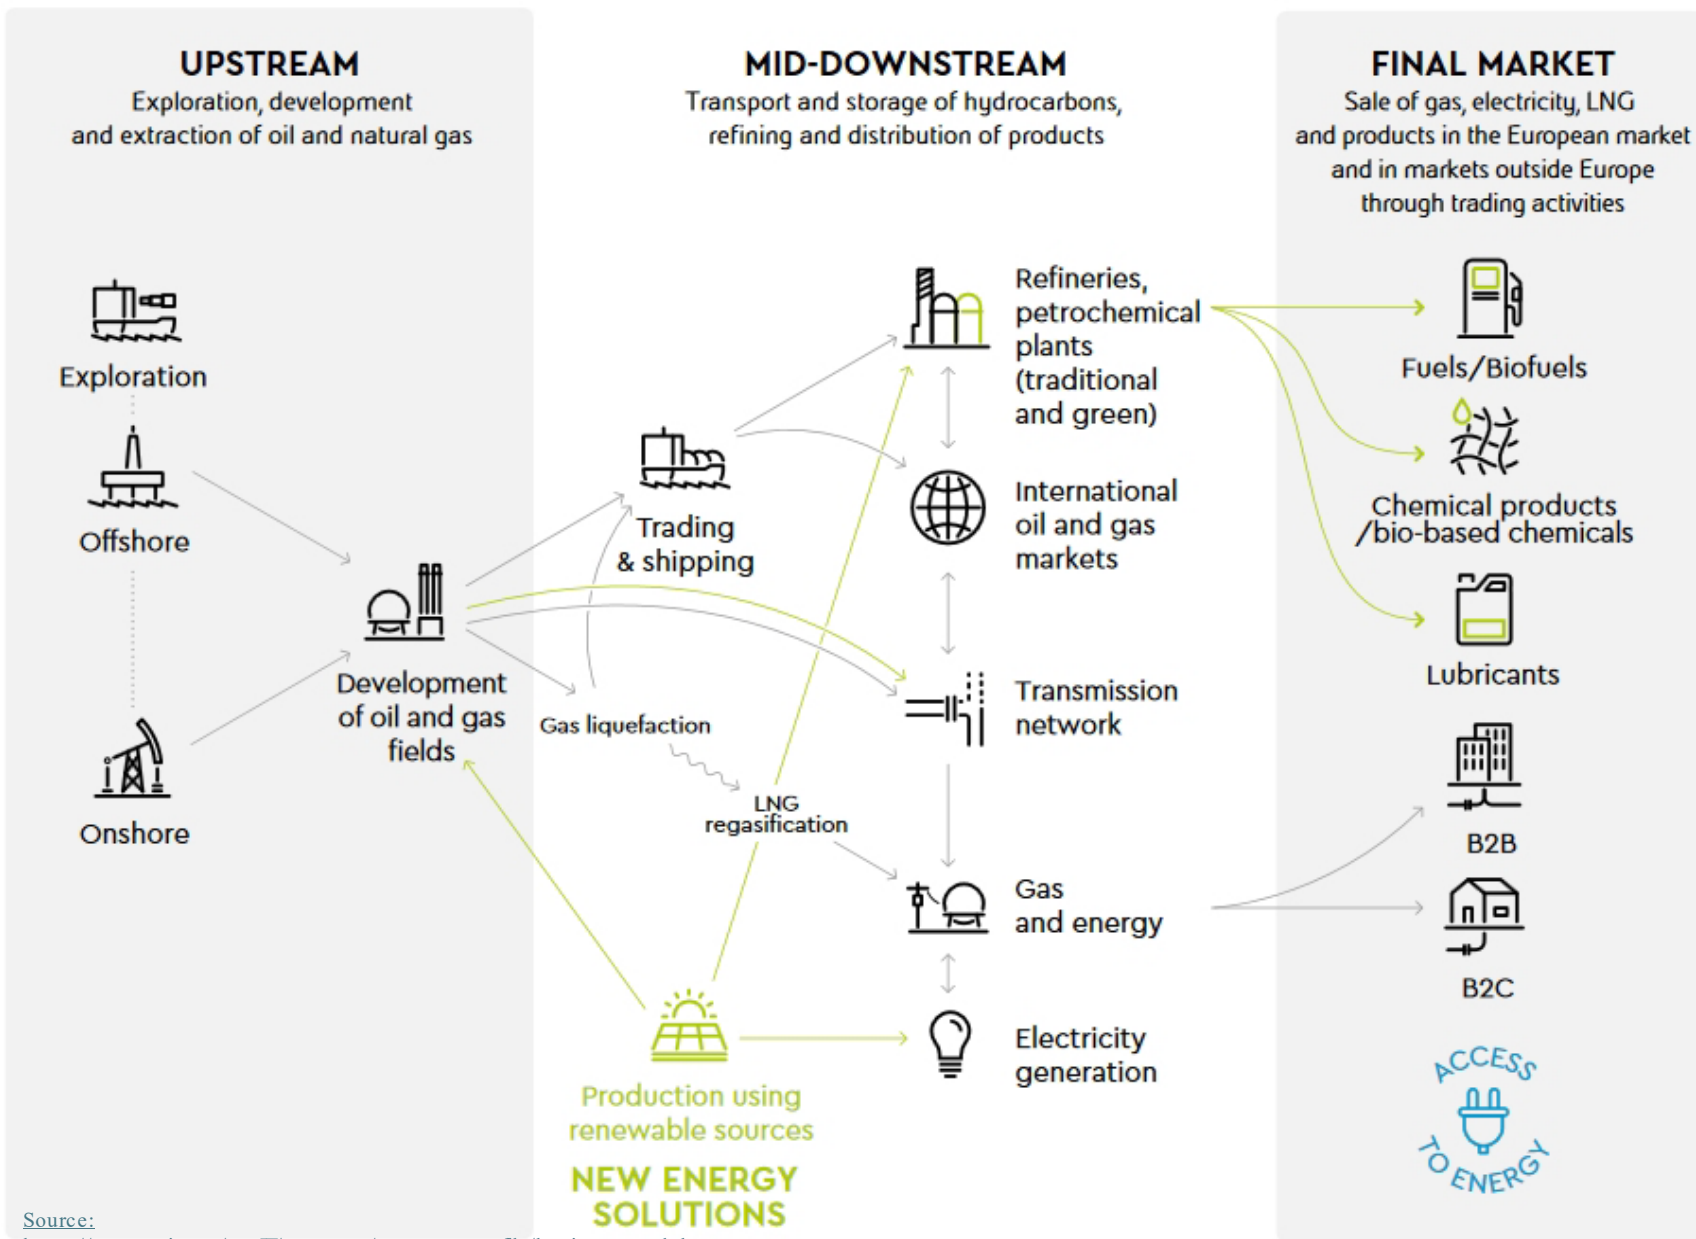 UPSTREAM
Exploration, development
and extraction of oil and natural gas
MID-DOWNSTREAM
Transport and storage of hydrocarbons,
refining and distribution of products
FINAL MARKET
Sale of gas, electricity, LNG
and products in the European market
and in markets outside Europe
through trading activities
Exploration
Offshore
Onshore
Development
of oil and gas
fields
Trading
& shipping
Gas liquefaction
LNG
regasification
Production using
renewable sources
NEW ENERGY
SOLUTIONS
Refineries,
petrochemical
plants
(traditional
and green)
International
oil and gas
markets
Transmission
network
Gas
and energy
Electricity
generation
Fuels/Biofuels
Chemical products
/bio-based chemicals
Lubricants
B2B
B2C
ACCESS
TO ENERGY
Source: